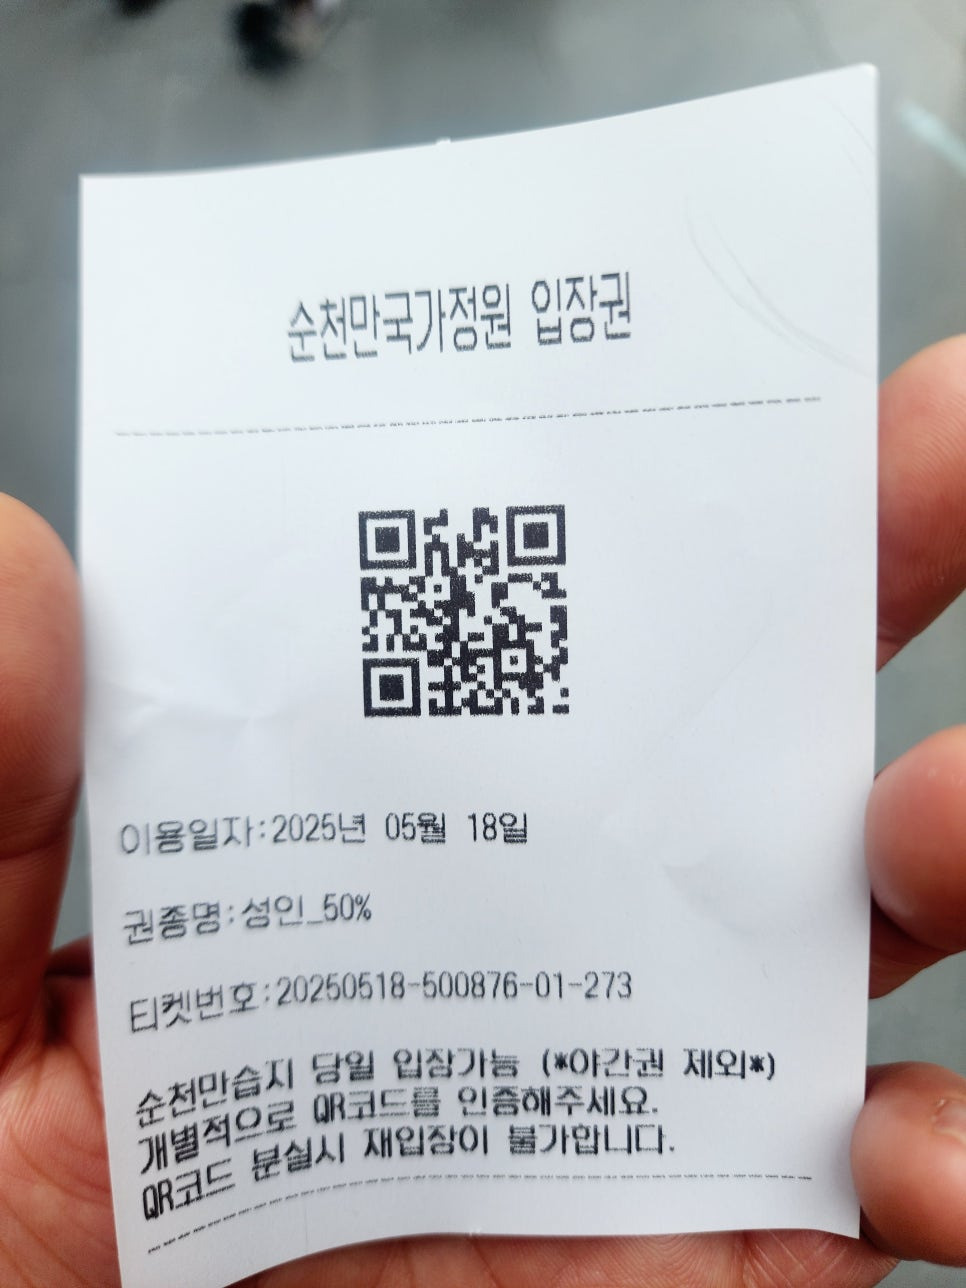 순천만국가정원 입장권
이용일자:2025년 05월 18일
권종명:성인_50%
티켓번호:20250518-500876-01-273
순천만습지 당일 입장가능 (*야간권 제외*)
개별적으로 QR코드를 인증해주세요.
QR코드 분실시 재입장이 불가합니다.